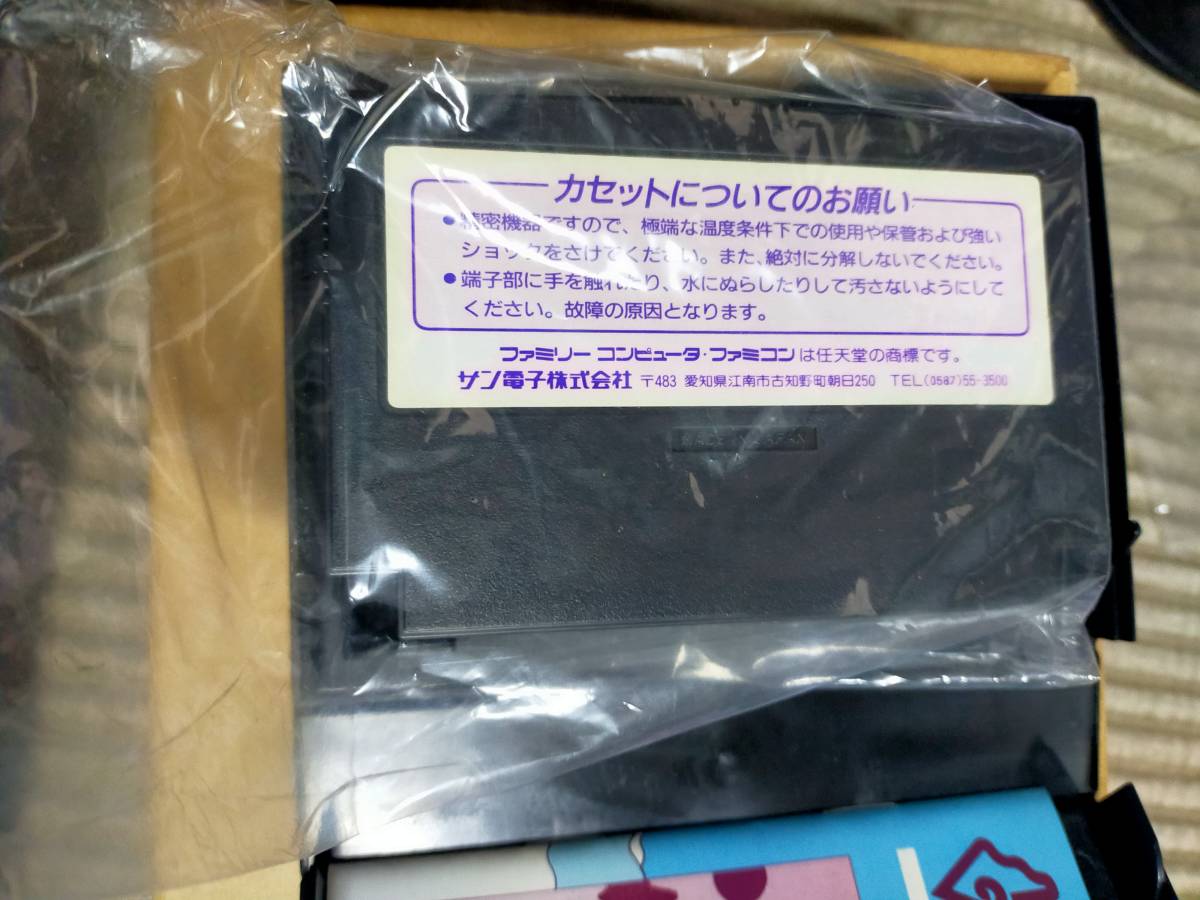 カセットについてのお願い
●精密機器ですので、極端な温度条件下での使用や保管および強い
ショックをさけてください。また、絶対に分解しないでください。
●端子部に手を触れたり、水にぬらしたりして汚さないようにして
ください。故障の原因となります。
ファミリー コンピュータ・ファミコンは任天堂の商標です。
サン電子株式会社 〒483 愛知県江南市古知野町朝日250 TEL(0587)55-3500
MADE IN JAPAN